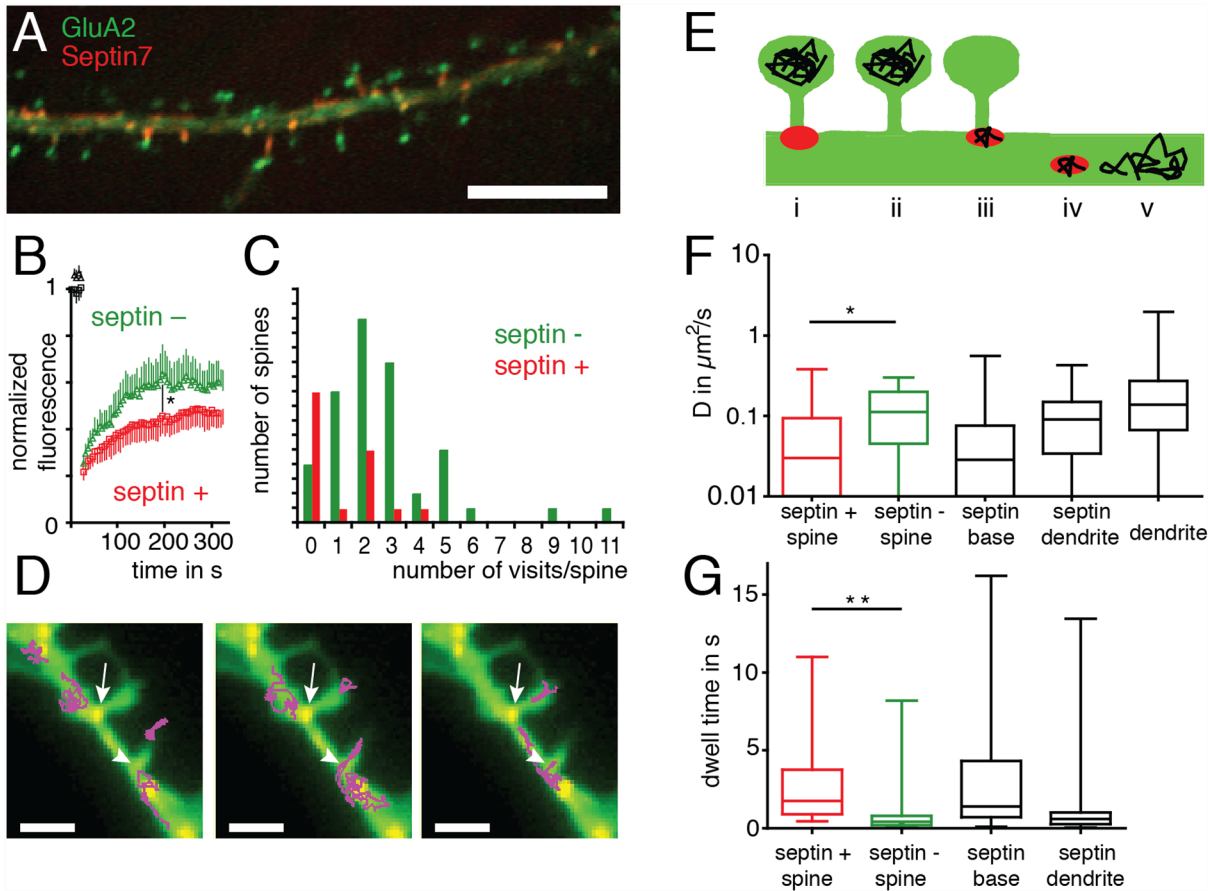 A
GluA2
Septin7
B
1
0
normalized
fluorescence
septin –
*
septin +
100 200 300
time in s
C
number of spines
septin -
septin +
0 1 2 3 4 5 6 7 8 9 10 11
number of visits/spine
D
E
i ii iii iv v
F
D in µm²/s
10
1
0.1
0.01
*
septin +
spine
septin -
spine
septin
base
septin
dendrite
dendrite
G
dwell time in s
15
10
5
0
* *
septin +
spine
septin -
spine
septin
base
septin
dendrite